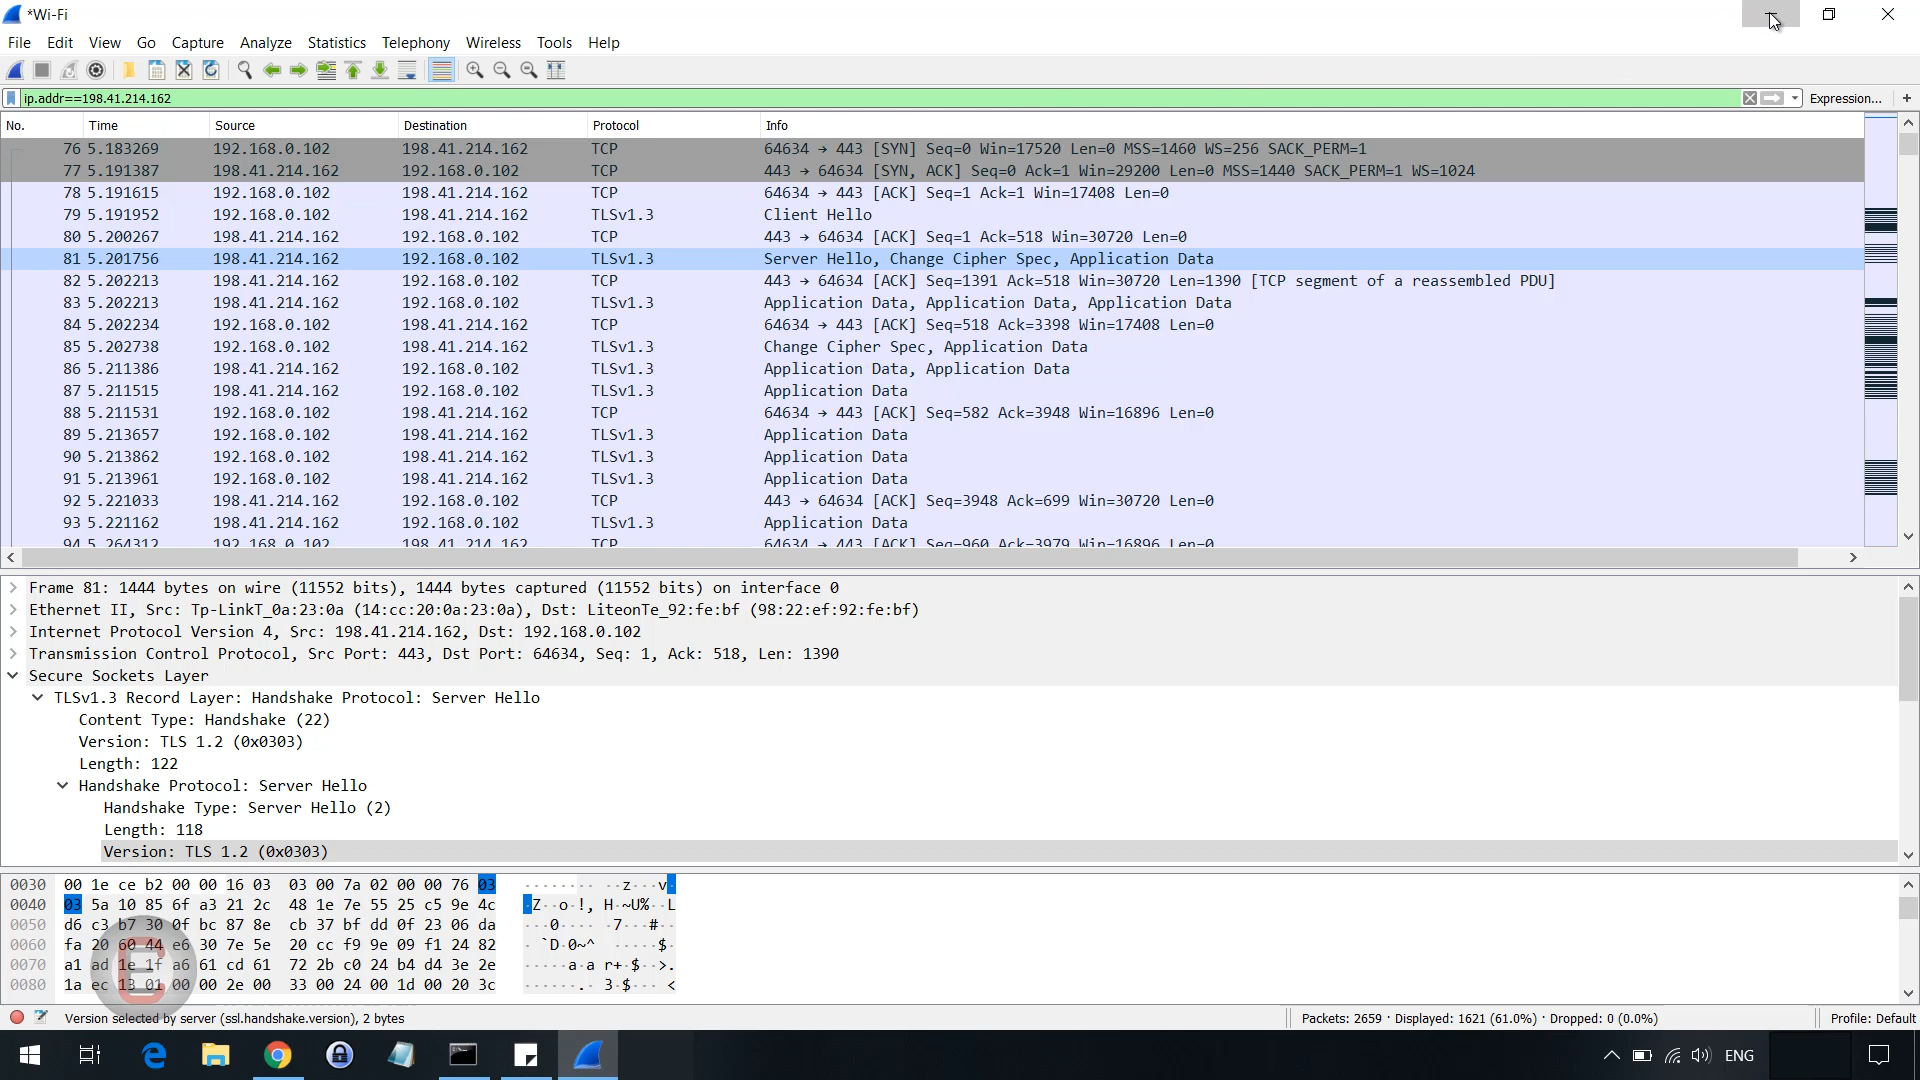 *Wi-Fi
File Edit View Go Capture Analyze Statistics Telephony Wireless Tools Help
ip.addr==198.41.214.162 Expression... +
No. Time Source Destination Protocol Info
76 5.183269 192.168.0.102 198.41.214.162 TCP 64634 → 443 [SYN] Seq=0 Win=17520 Len=0 MSS=1460 WS=256 SACK_PERM=1
77 5.191387 198.41.214.162 192.168.0.102 TCP 443 → 64634 [SYN, ACK] Seq=0 Ack=1 Win=29200 Len=0 MSS=1440 SACK_PERM=1 WS=1024
78 5.191615 192.168.0.102 198.41.214.162 TCP 64634 → 443 [ACK] Seq=1 Ack=1 Win=17408 Len=0
79 5.191952 192.168.0.102 198.41.214.162 TLSv1.3 Client Hello
80 5.200267 198.41.214.162 192.168.0.102 TCP 443 → 64634 [ACK] Seq=1 Ack=518 Win=30720 Len=0
81 5.201756 198.41.214.162 192.168.0.102 TLSv1.3 Server Hello, Change Cipher Spec, Application Data
82 5.202213 198.41.214.162 192.168.0.102 TCP 443 → 64634 [ACK] Seq=1391 Ack=518 Win=30720 Len=1390 [TCP segment of a reassembled PDU]
83 5.202213 198.41.214.162 192.168.0.102 TLSv1.3 Application Data, Application Data, Application Data
84 5.202234 192.168.0.102 198.41.214.162 TCP 64634 → 443 [ACK] Seq=518 Ack=3398 Win=17408 Len=0
85 5.202738 192.168.0.102 198.41.214.162 TLSv1.3 Change Cipher Spec, Application Data
86 5.211386 198.41.214.162 192.168.0.102 TLSv1.3 Application Data, Application Data
87 5.211515 198.41.214.162 192.168.0.102 TLSv1.3 Application Data
88 5.211531 192.168.0.102 198.41.214.162 TCP 64634 → 443 [ACK] Seq=582 Ack=3948 Win=16896 Len=0
89 5.213657 192.168.0.102 198.41.214.162 TLSv1.3 Application Data
90 5.213862 192.168.0.102 198.41.214.162 TLSv1.3 Application Data
91 5.213961 192.168.0.102 198.41.214.162 TLSv1.3 Application Data
92 5.221033 198.41.214.162 192.168.0.102 TCP 443 → 64634 [ACK] Seq=3948 Ack=699 Win=30720 Len=0
93 5.221162 198.41.214.162 192.168.0.102 TLSv1.3 Application Data
94 5.264312 192.168.0.102 198.41.214.162 TCP 64634 → 443 [ACK] Seq=960 Ack=3979 Win=16896 Len=0
Frame 81: 1444 bytes on wire (11552 bits), 1444 bytes captured (11552 bits) on interface 0
Ethernet II, Src: Tp-LinkT_0a:23:0a (14:cc:20:0a:23:0a), Dst: LiteonTe_92:fe:bf (98:22:ef:92:fe:bf)
Internet Protocol Version 4, Src: 198.41.214.162, Dst: 192.168.0.102
Transmission Control Protocol, Src Port: 443, Dst Port: 64634, Seq: 1, Ack: 518, Len: 1390
Secure Sockets Layer
TLSv1.3 Record Layer: Handshake Protocol: Server Hello
Content Type: Handshake (22)
Version: TLS 1.2 (0x0303)
Length: 122
Handshake Protocol: Server Hello
Handshake Type: Server Hello (2)
Length: 118
Version: TLS 1.2 (0x0303)
0030 00 1e ce b2 00 00 16 03 03 00 7a 02 00 00 76 03 ········ ··z···v·
0040 03 5a 10 85 6f a3 21 2c 48 1e 7e 55 25 c5 9e 4c ·Z··o·!, H·~U%··L
0050 d6 c3 b7 30 0f bc 87 8e cb 37 bf dd 0f 23 06 da ···0···· ·7···#··
0060 fa 20 60 44 e6 30 7e 5e 20 cc f9 9e 09 f1 24 82 · `D·0~^ ·····$·
0070 a1 ad 1e 1f a6 61 cd 61 72 2b c0 24 b4 d4 3e 2e ·····a·a r+·$··>.
0080 1a ec 13 01 00 00 2e 00 33 00 24 00 1d 00 20 3c ······.· 3·$··· <
Version selected by server (ssl.handshake.version), 2 bytes Packets: 2659 · Displayed: 1621 (61.0%) · Dropped: 0 (0.0%) Profile: Default
ENG